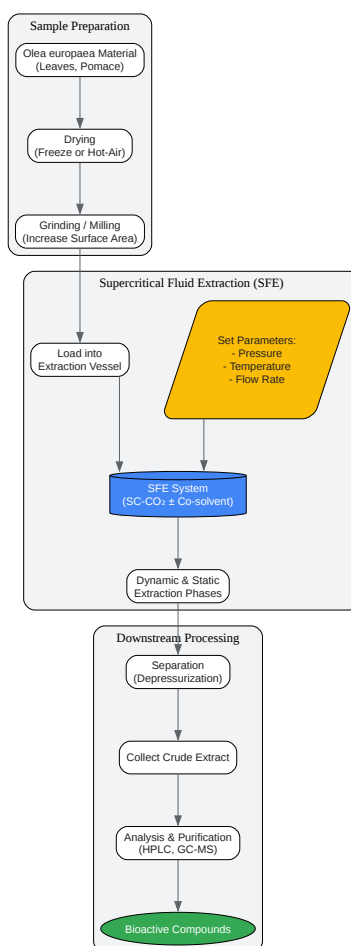 Sample Preparation
Olea europaea Material
(Leaves, Pomace)
Drying
(Freeze or Hot-Air)
Grinding / Milling
(Increase Surface Area)
Supercritical Fluid Extraction (SFE)
Load into
Extraction Vessel
Set Parameters:
- Pressure
- Temperature
- Flow Rate
SFE System
(SC-CO₂ ± Co-solvent)
Dynamic & Static
Extraction Phases
Downstream Processing
Separation
(Depressurization)
Collect Crude Extract
Analysis & Purification
(HPLC, GC-MS)
Bioactive Compounds